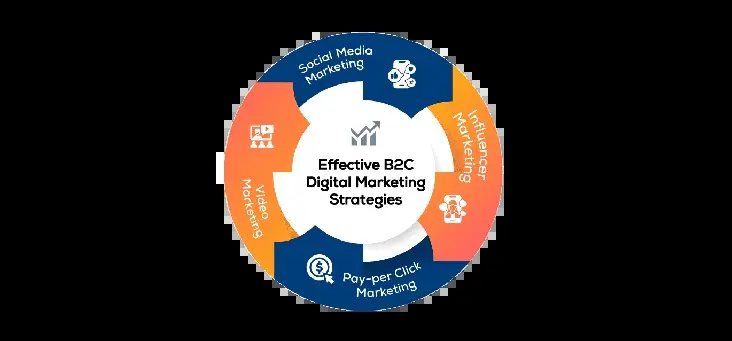 Social Media
Marketing
Influencer
Marketing
Effective B2C
Digital Marketing
Strategies
Video
Marketing
Pay-per Click
Marketing